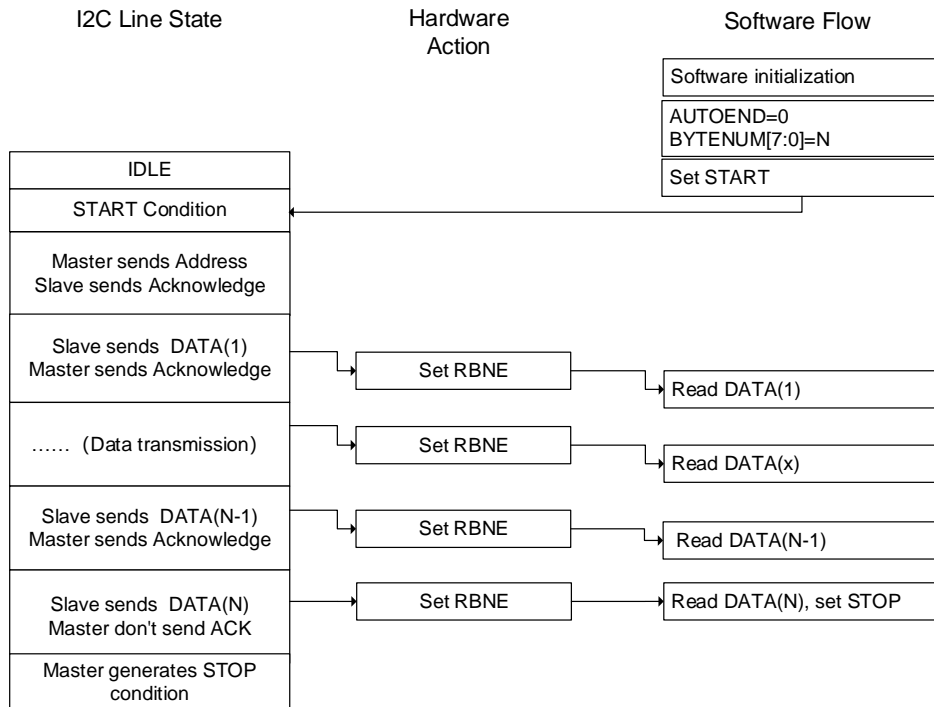 I2C Line State
Hardware
Action
Software Flow
Software initialization
AUTOEND=0
BYTENUM[7:0]=N
Set START
IDLE
START Condition
Master sends Address
Slave sends Acknowledge
Slave sends DATA(1)
Master sends Acknowledge
Set RBNE
Read DATA(1)
…… (Data transmission)
Set RBNE
Read DATA(x)
Slave sends DATA(N-1)
Master sends Acknowledge
Set RBNE
Read DATA(N-1)
Slave sends DATA(N)
Master don't send ACK
Set RBNE
Read DATA(N), set STOP
Master generates STOP
condition